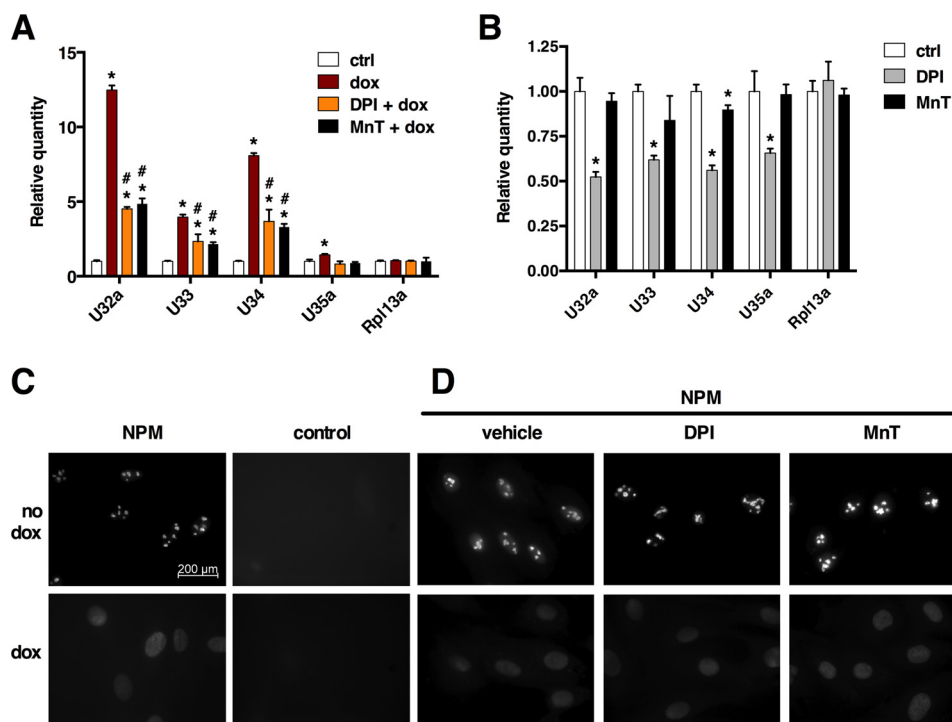 A
B
15
10
5
0
Relative quantity
* # # * * * # # * * * # # * * *
ctrl
dox
DPI + dox
MnT + dox
U32a
U33
U34
U35a
Rpl13a
1.25
1.00
0.75
0.50
0.25
0.00
Relative quantity
* * * * *
ctrl
DPI
MnT
U32a
U33
U34
U35a
Rpl13a
C
D
NPM
NPM
control
vehicle
DPI
MnT
no
dox
200 µm
dox